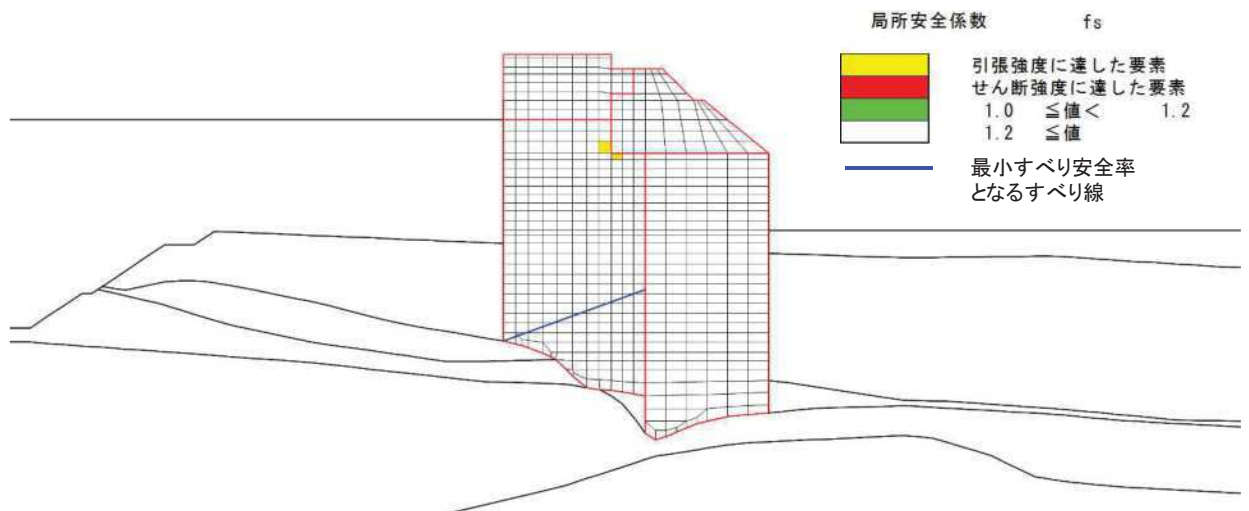 局所安全係数 fs
引張強度に達した要素
せん断強度に達した要素
1.0 ≦値< 1.2
1.2 ≦値
最小すべり安全率
となるすべり線